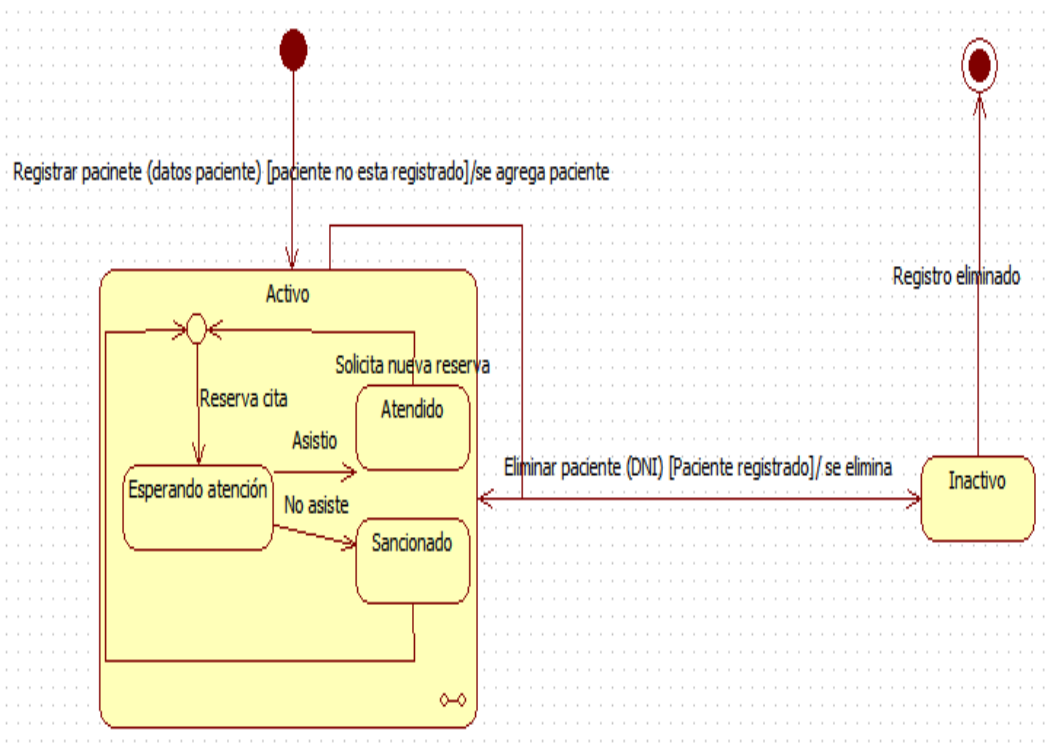 Registrar pacinete (datos paciente) [paciente no esta registrado]/se agrega paciente
Registro eliminado
Activo
Solicita nueva reserva
Reserva cita
Atendido
Asistio
Eliminar paciente (DNI) [Paciente registrado]/ se elimina
Esperando atención
Inactivo
No asiste
Sancionado